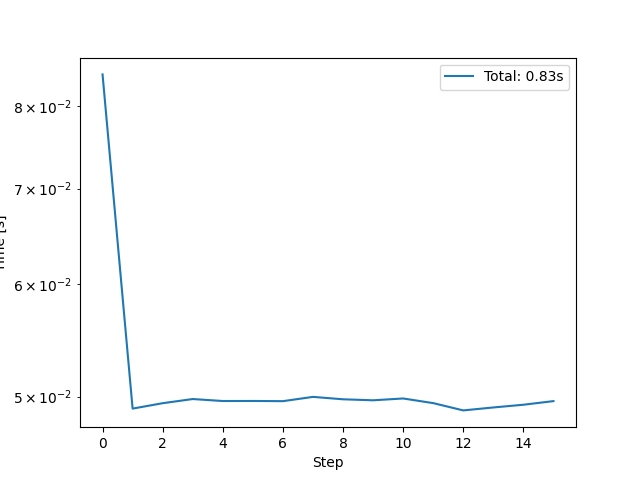 Total: 0.83s
8 × 10⁻²
7 × 10⁻²
6 × 10⁻²
5 × 10⁻²
Time [s]
0 2 4 6 8 10 12 14
Step